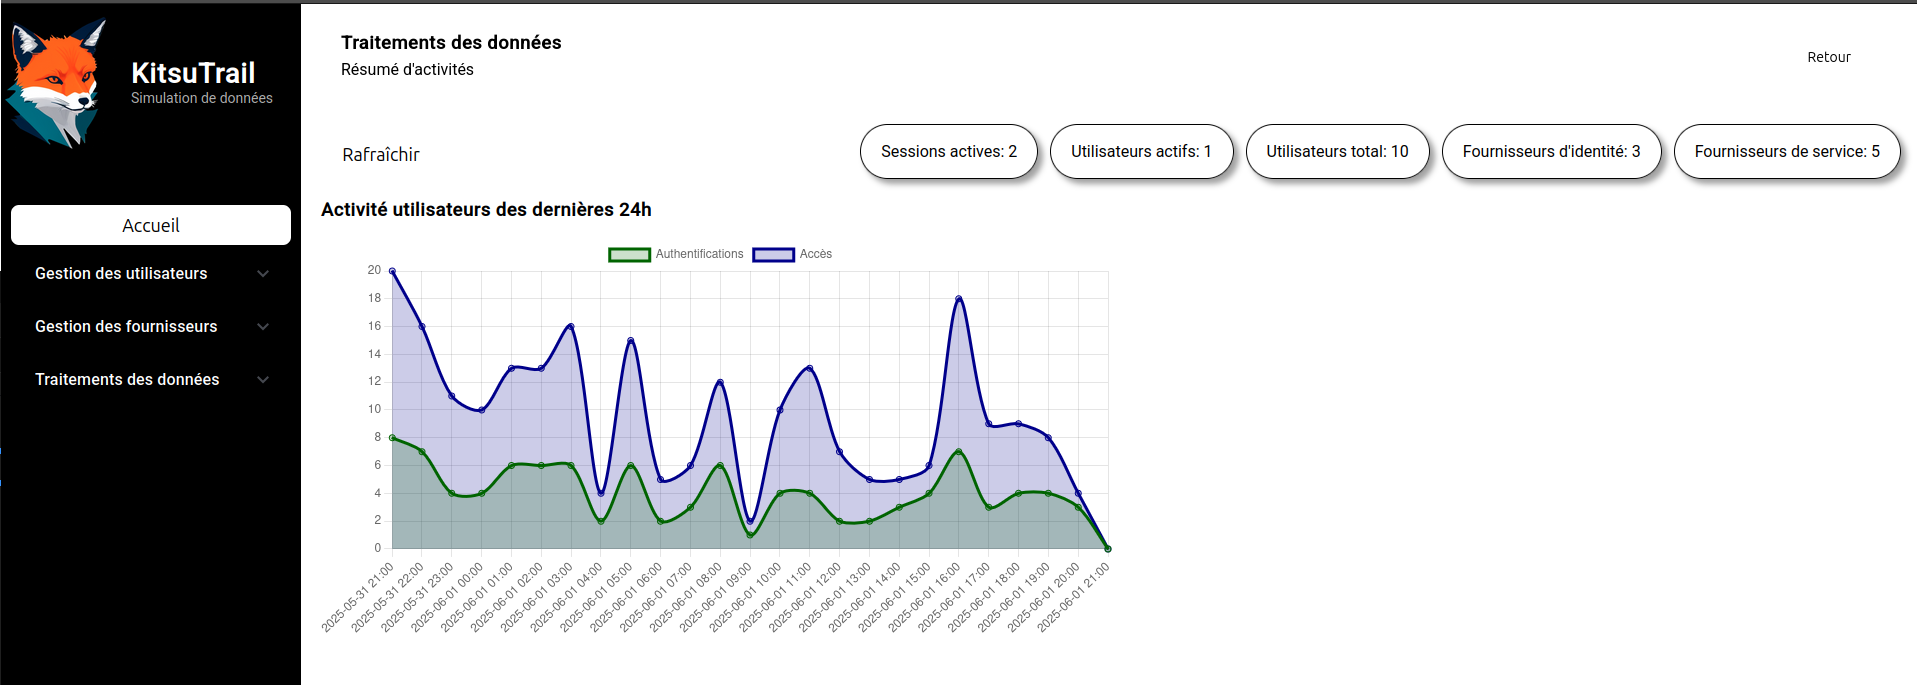 KitsuTrail
Simulation de données
Accueil
Gestion des utilisateurs
Gestion des fournisseurs
Traitements des données
Traitements des données
Résumé d'activités
Retour
Rafraîchir
Sessions actives: 2
Utilisateurs actifs: 1
Utilisateurs total: 10
Fournisseurs d'identité: 3
Fournisseurs de service: 5
Activité utilisateurs des dernières 24h
Authentifications
Accès
20
18
16
14
12
10
8
6
4
2
0
2025-05-31 21:00
2025-05-31 22:00
2025-05-31 23:00
2025-06-01 00:00
2025-06-01 01:00
2025-06-01 02:00
2025-06-01 03:00
2025-06-01 04:00
2025-06-01 05:00
2025-06-01 06:00
2025-06-01 07:00
2025-06-01 08:00
2025-06-01 09:00
2025-06-01 10:00
2025-06-01 11:00
2025-06-01 12:00
2025-06-01 13:00
2025-06-01 14:00
2025-06-01 15:00
2025-06-01 16:00
2025-06-01 17:00
2025-06-01 18:00
2025-06-01 19:00
2025-06-01 20:00
2025-06-01 21:00